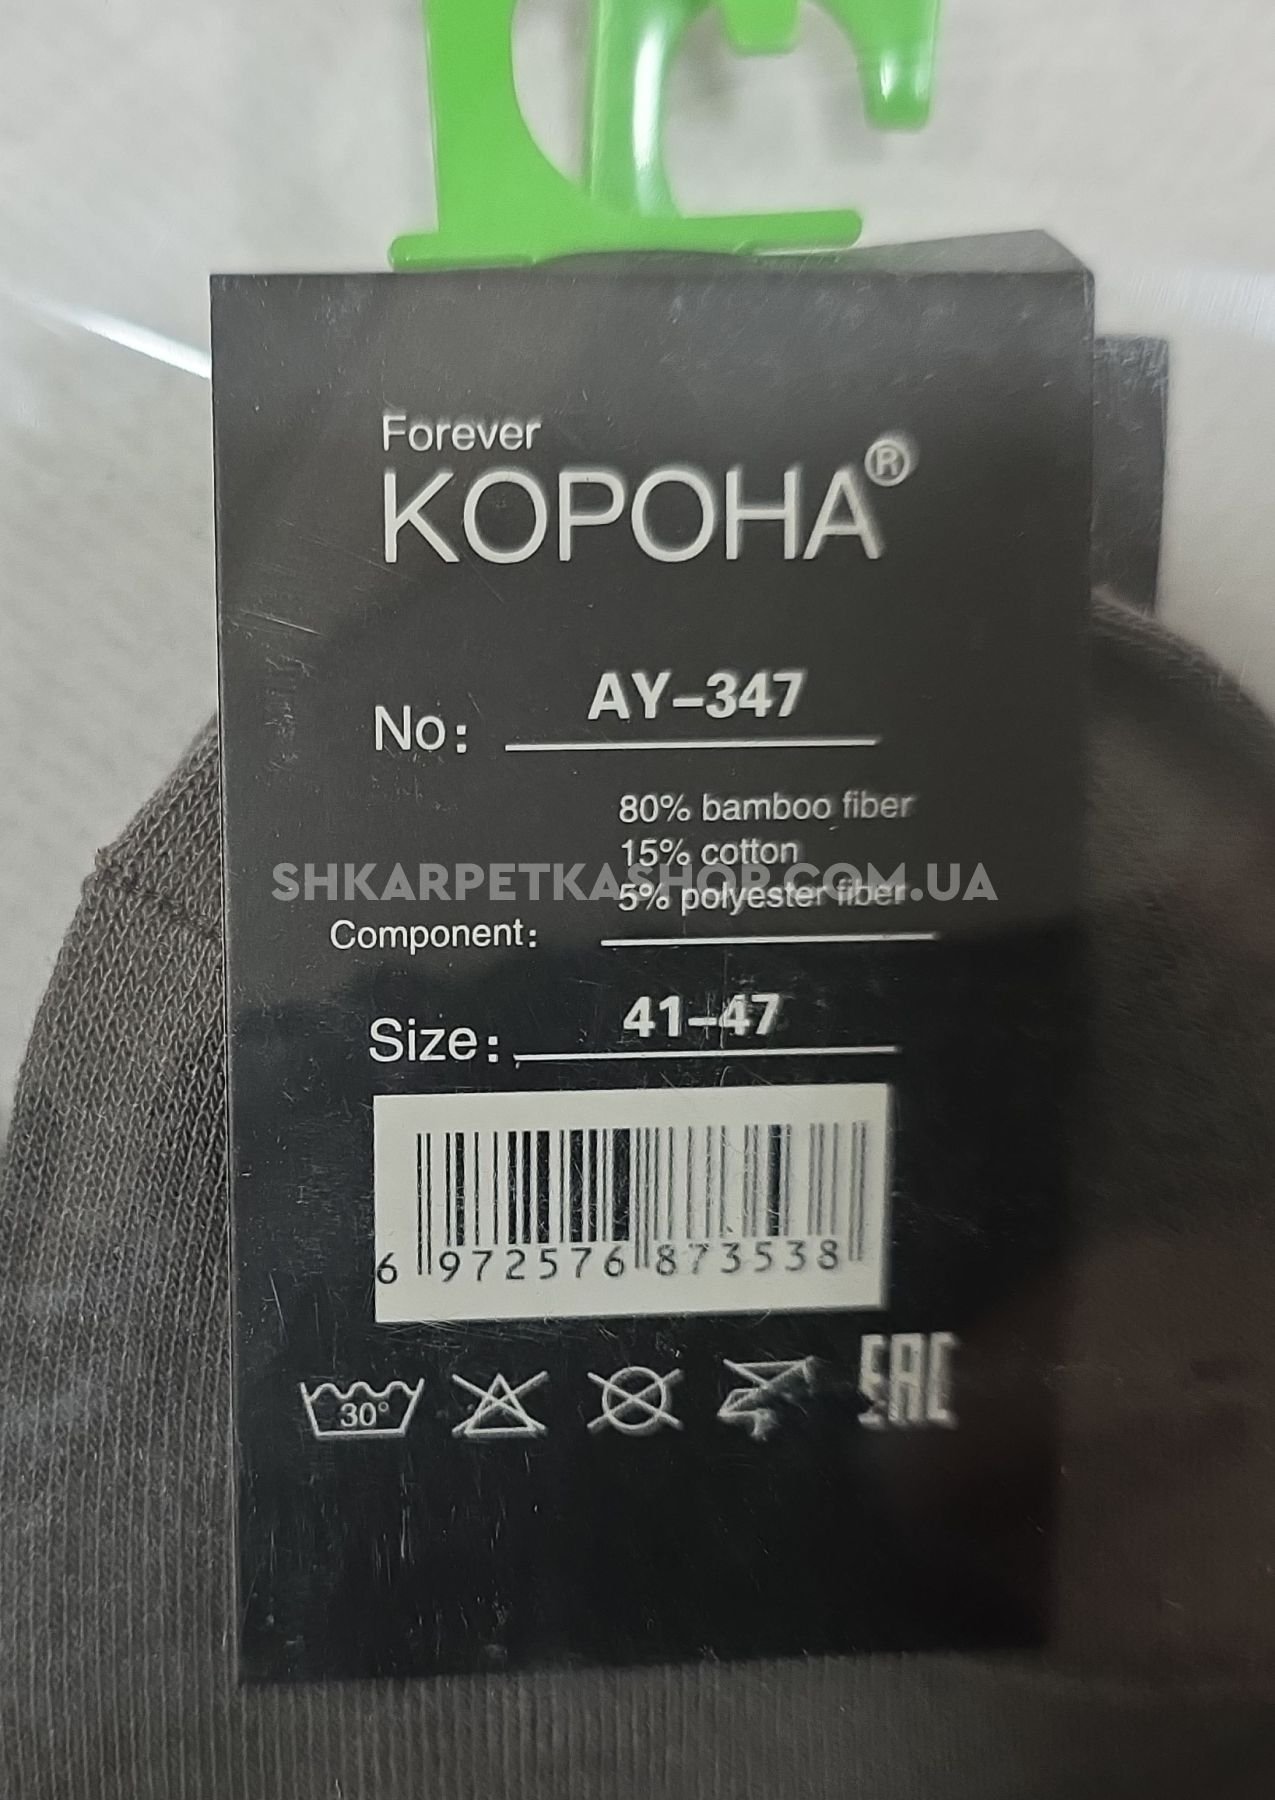 Forever
КОРОНА®
No: AY-347
80% bamboo fiber
15% cotton
SHKARPETKASHOP.COM.UA
5% polyester fiber
Component:
Size: 41-47
6 972576 873538
30°
EAC